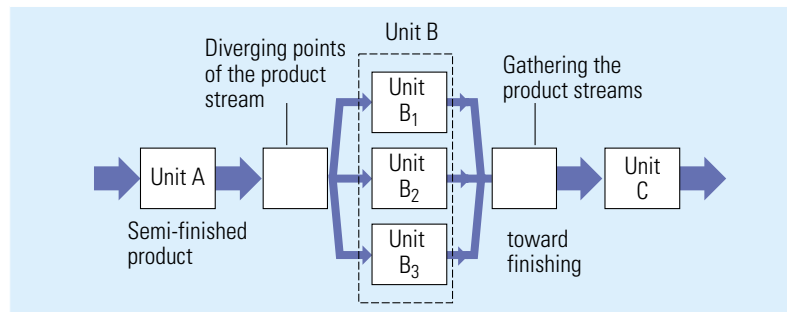 Unit B
Diverging points
of the product
stream
Gathering the
product streams
Unit A
Unit
B1
Unit
B2
Unit
B3
Unit
C
Semi-finished
product
toward
finishing